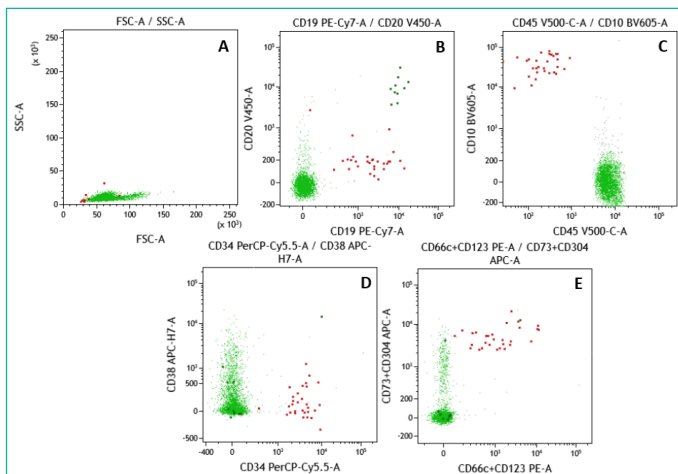 FSC-A / SSC-A
A
(x 10³)
SSC-A
250
200
150
100
50
0
0 50 100 150 200 250
(x 10³)
FSC-A
CD19 PE-Cy7-A / CD20 V450-A
B
CD20 V450-A
10⁵
10⁴
10³
200
0
-200
0 10³ 10⁴ 10⁵
CD19 PE-Cy7-A
CD45 V500-C-A / CD10 BV605-A
C
CD10 BV605-A
10⁵
10⁴
10³
200
0
-200
10² 10³ 10⁴ 10⁵
CD45 V500-C-A
CD34 PerCP-Cy5.5-A / CD38 APC-
H7-A
D
CD38 APC-H7-A
10⁵
10⁴
10³
500
0
-500
-400 0 10³ 10⁴ 10⁵
CD34 PerCP-Cy5.5-A
CD66c+CD123 PE-A / CD73+CD304
APC-A
E
CD73+CD304 APC-A
10⁵
10⁴
10³
200
0
-200
0 10³ 10⁴ 10⁵
CD66c+CD123 PE-A